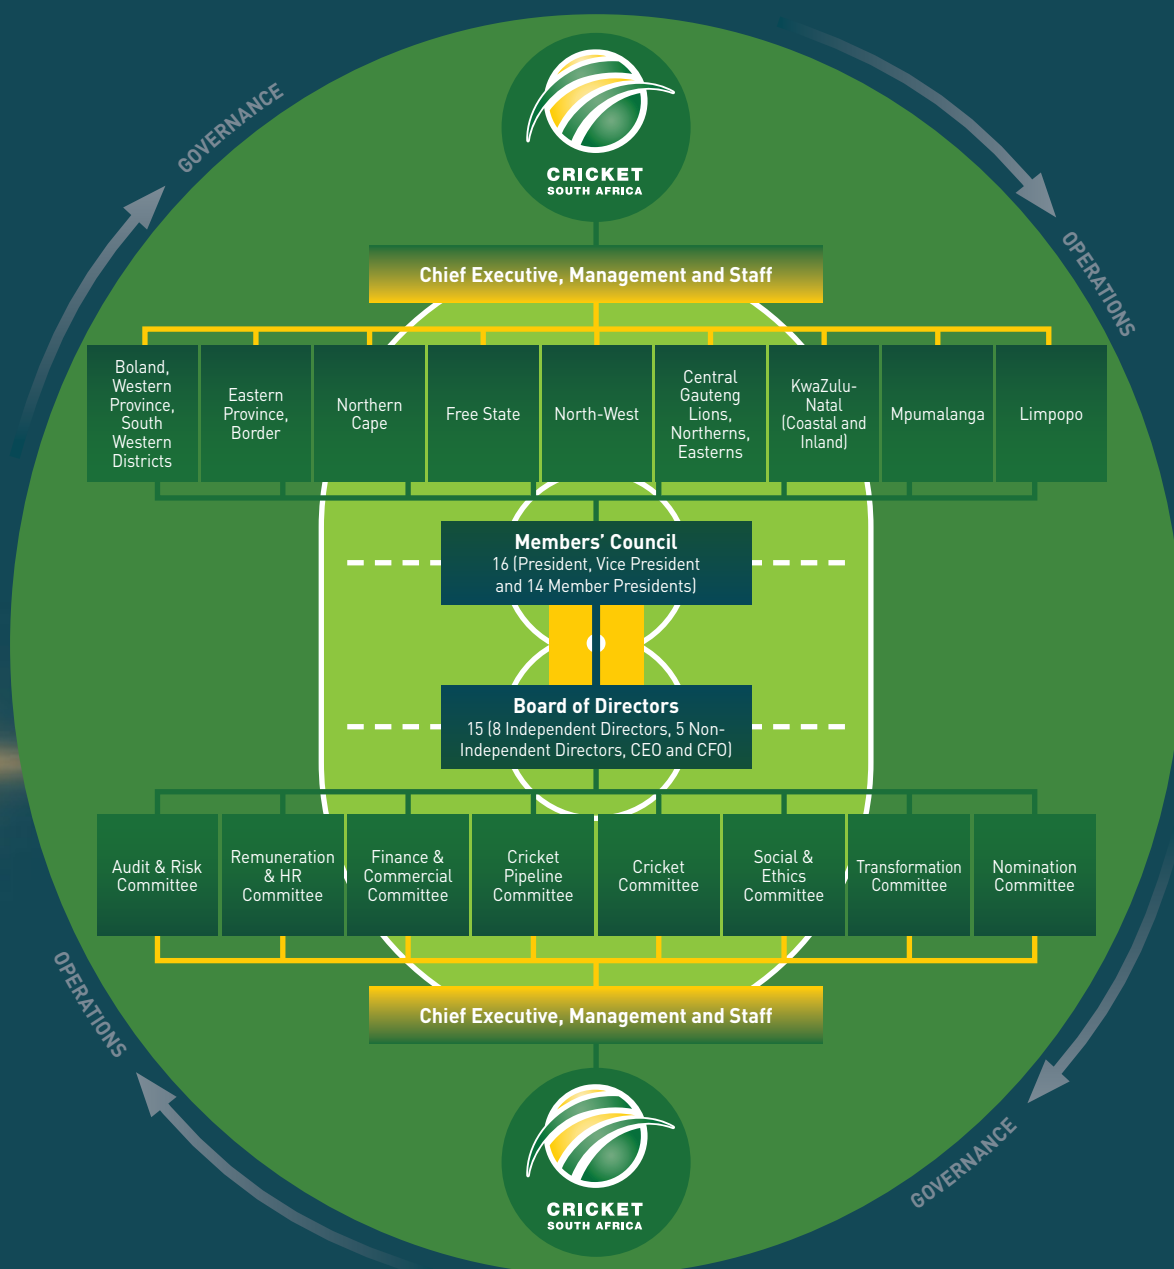 GOVERNANCE
CRICKET
SOUTH AFRICA
OPERATIONS
Chief Executive, Management and Staff
Boland,
Western
Province,
South
Western
Districts
Eastern
Province,
Border
Northern
Cape
Free State
North-West
Central
Gauteng
Lions,
Northerns,
Easterns
KwaZulu-
Natal
(Coastal and
Inland)
Mpumalanga
Limpopo
Members’ Council
16 (President, Vice President
and 14 Member Presidents)
Board of Directors
15 (8 Independent Directors, 5 Non-
Independent Directors, CEO and CFO)
Audit & Risk
Committee
Remuneration
& HR
Committee
Finance &
Commercial
Committee
Cricket
Pipeline
Committee
Cricket
Committee
Social &
Ethics
Committee
Transformation
Committee
Nomination
Committee
Chief Executive, Management and Staff
OPERATIONS
CRICKET
SOUTH AFRICA
GOVERNANCE